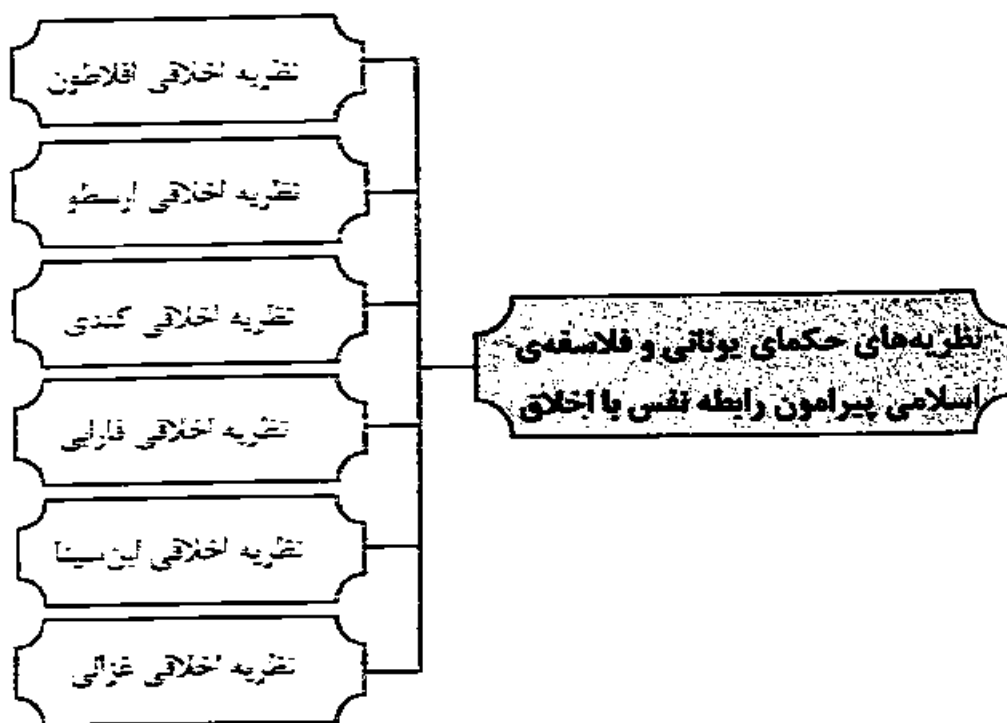 نظریه‌های حکمای یونانی و فلاسفه‌ی
اسلامی پیرامون رابطه نفس با اخلاق
نظریه اخلاقی افلاطون
نظریه اخلاقی ارسطو
نظریه اخلاقی کندی
نظریه اخلاقی فارابی
نظریه اخلاقی ابن‌سینا
نظریه اخلاقی غزالی